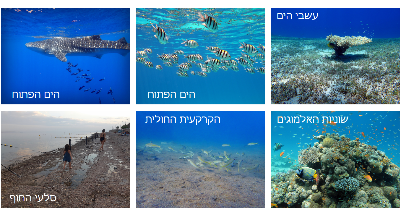 עשבי הים
הים הפתוח
הים הפתוח
שוניות האלמוגים
הקרקעית החולית
סלעי החוף